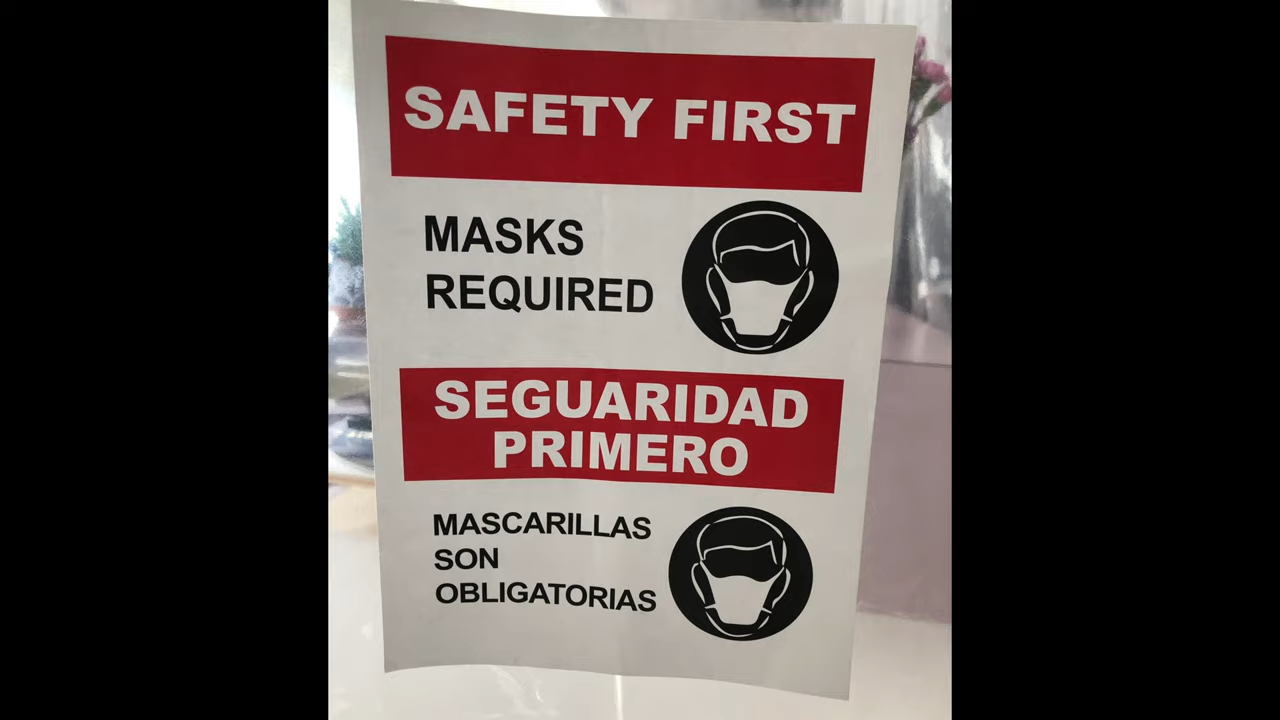 SAFETY FIRST
MASKS
REQUIRED
SEGUARIDAD
PRIMERO
MASCARILLAS
SON
OBLIGATORIAS